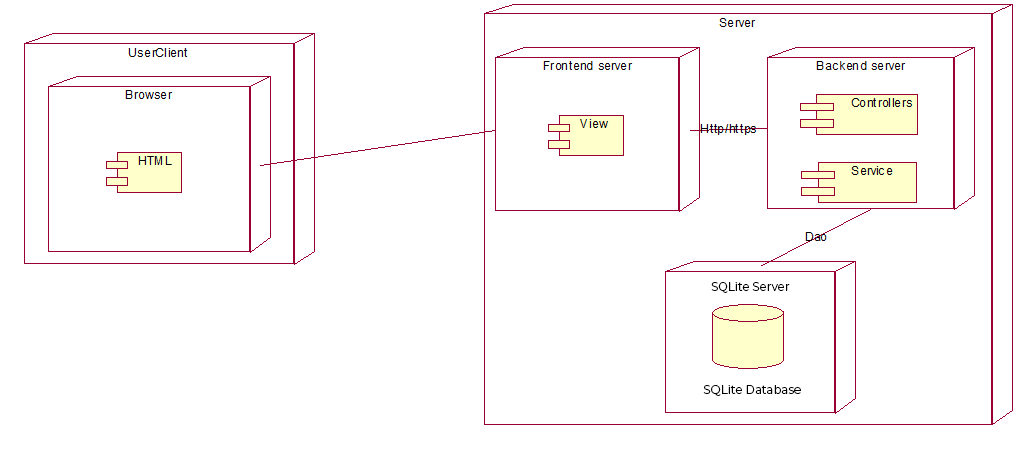 UserClient
Browser
HTML
Server
Frontend server
View
Http/https
Backend server
Controllers
Service
Dao
SQLite Server
SQLite Database